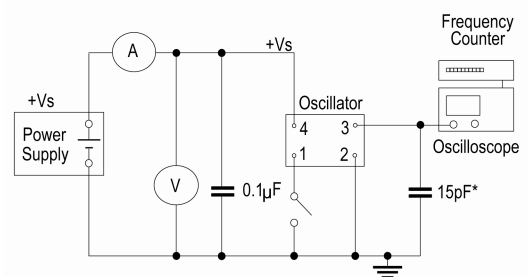 Frequency
Counter
A
+Vs
+Vs
Oscillator
Power
Supply
4
3
1
2
Oscilloscope
V
0.1µF
15pF*